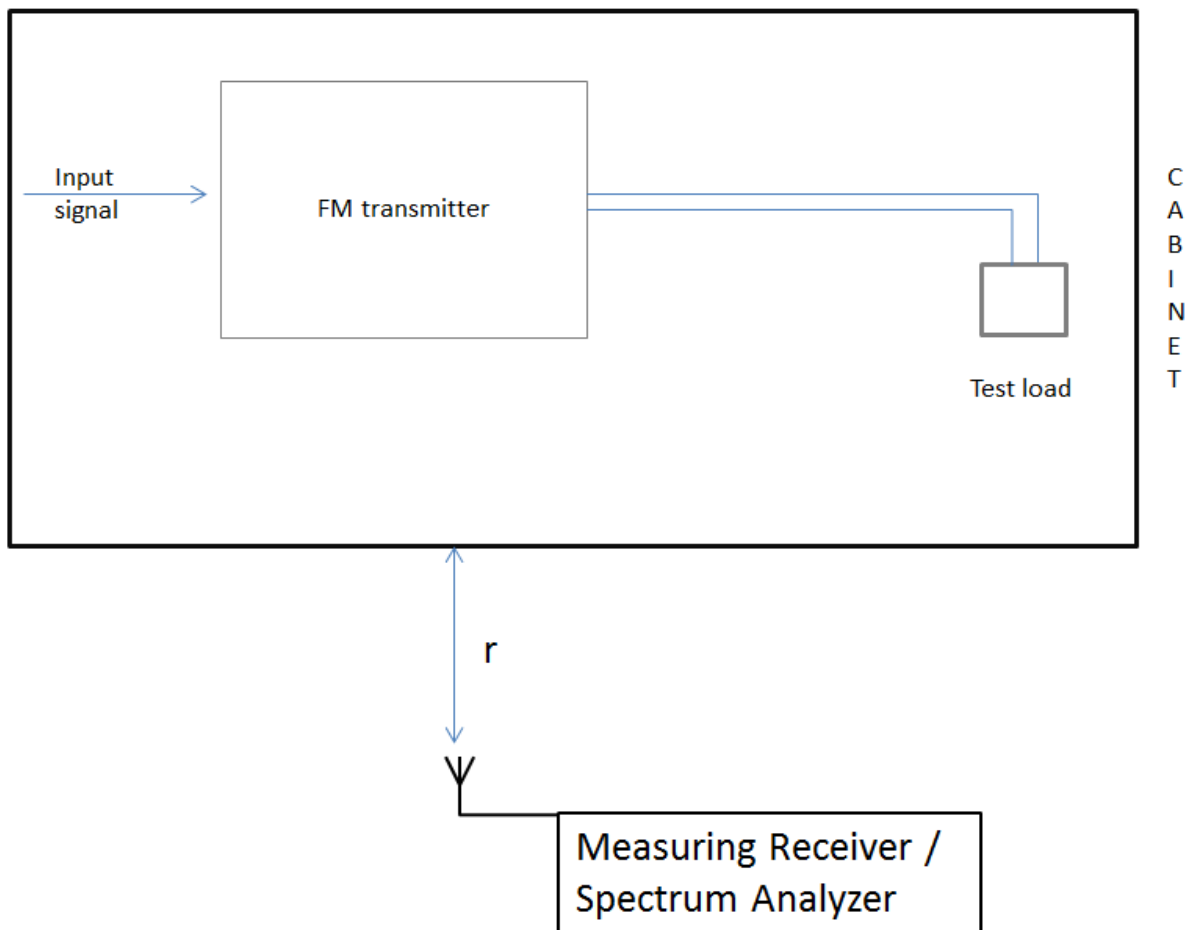 Input
signal
FM transmitter
Test load
C
A
B
I
N
E
T
r
Measuring Receiver /
Spectrum Analyzer